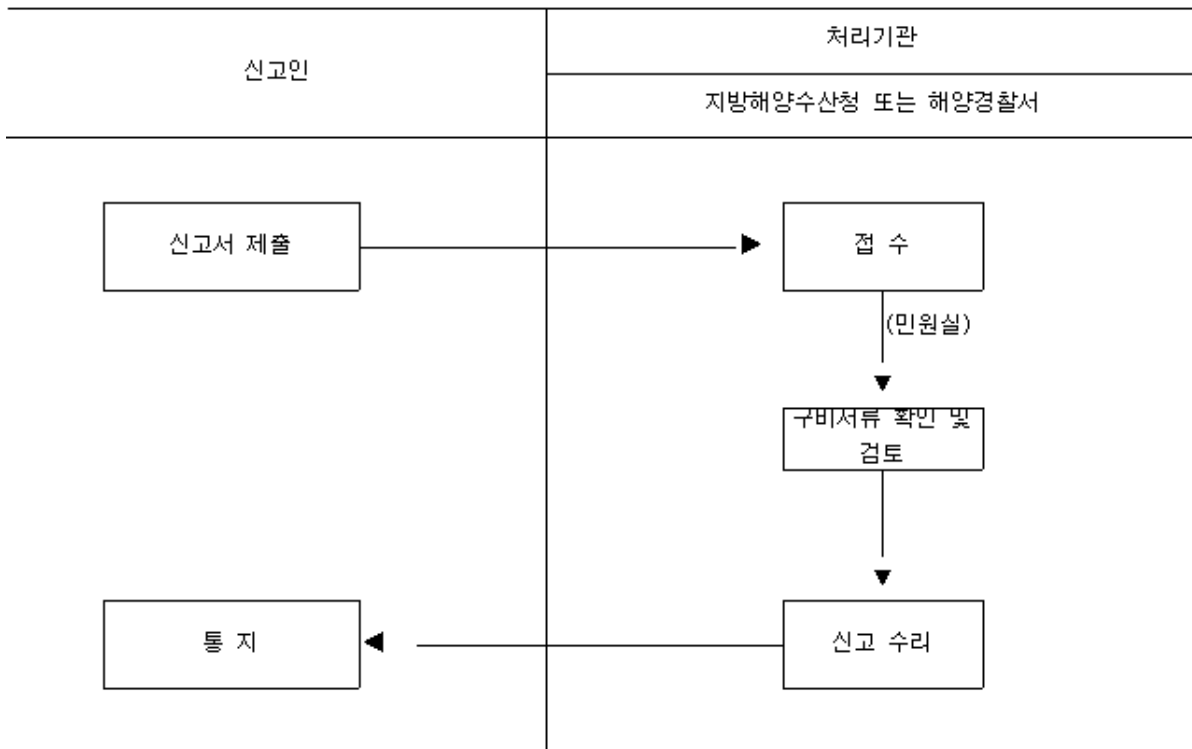 신고인
처리기관
지방해양수산청 또는 해양경찰서
신고서 제출
접 수
(민원실)
구비서류 확인 및
검토
신고 수리
통 지